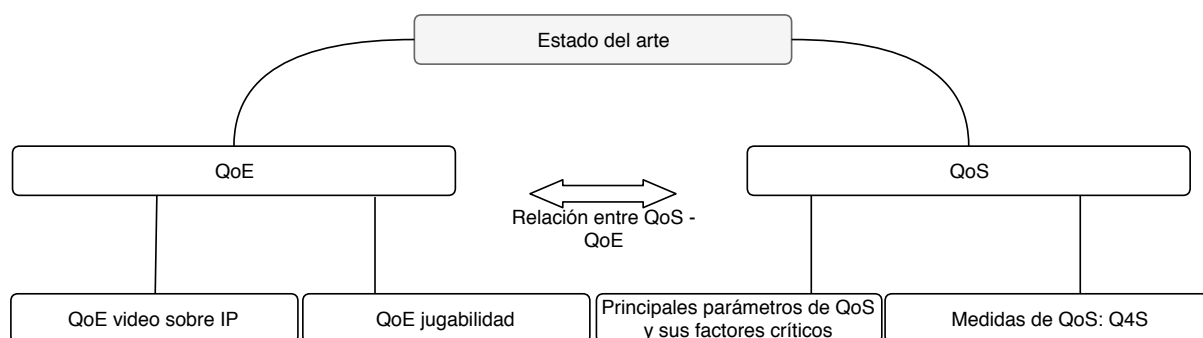 Estado del arte
QoE
QoS
Relación entre QoS -
QoE
QoE video sobre IP
QoE jugabilidad
Principales parámetros de QoS
y sus factores críticos
Medidas de QoS: Q4S